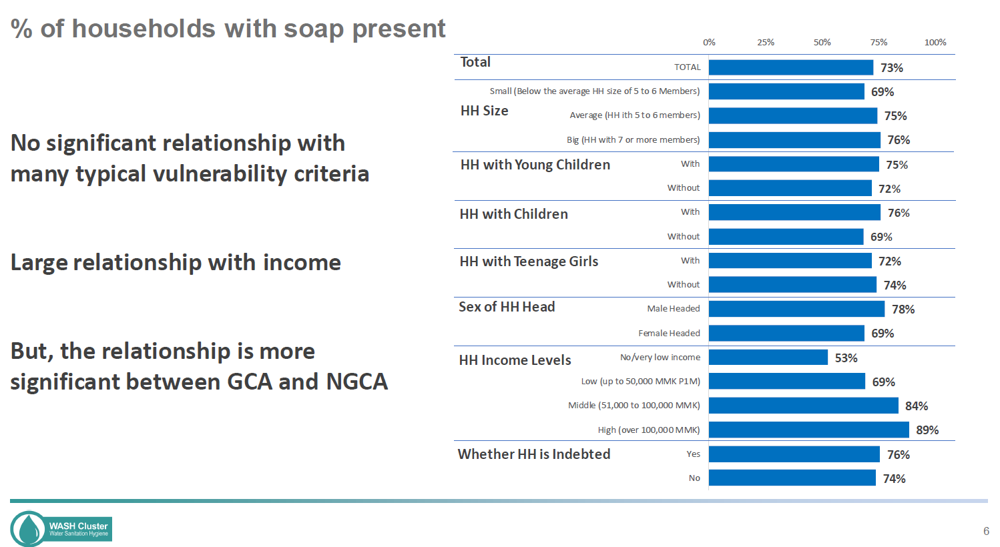 % of households with soap present
No significant relationship with
many typical vulnerability criteria
Large relationship with income
But, the relationship is more
significant between GCA and NGCA
0% 25% 50% 75% 100%
Total
TOTAL 73%
Small (Below the average HH size of 5 to 6 Members) 69%
HH Size
Average (HH ith 5 to 6 members) 75%
Big (HH with 7 or more members) 76%
HH with Young Children With 75%
Without 72%
HH with Children With 76%
Without 69%
HH with Teenage Girls With 72%
Without 74%
Sex of HH Head Male Headed 78%
Female Headed 69%
HH Income Levels No/very low income 53%
Low (up to 50,000 MMK P1M) 69%
Middle (51,000 to 100,000 MMK) 84%
High (over 100,000 MMK) 89%
Whether HH is Indebted Yes 76%
No 74%
WASH Cluster
Water Sanitation Hygiene
6